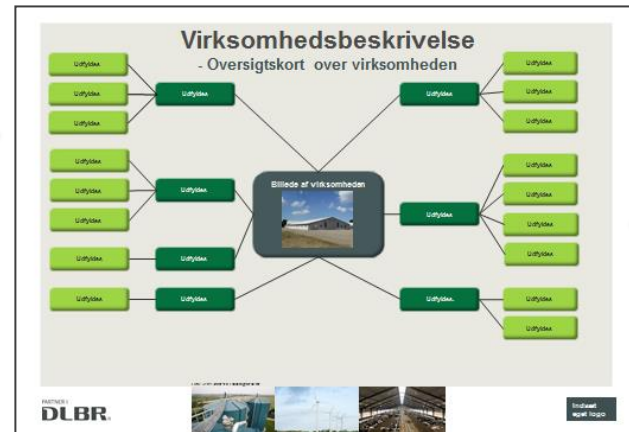 Virksomhedsbeskrivelse
- Oversigtskort over virksomheden
Udfyldes
Udfyldes
Udfyldes
Udfyldes
Udfyldes
Udfyldes
Udfyldes
Udfyldes
Udfyldes
Udfyldes
Udfyldes
Udfyldes
Billede af virksomheden
Udfyldes
Udfyldes
Udfyldes
Udfyldes
Udfyldes
Udfyldes
Udfyldes
Udfyldes
Udfyldes
Udfyldes
Udfyldes
Udfyldes.
Udfyldes
Udfyldes
PARTNER I
DLBR.
Indsæt
eget logo